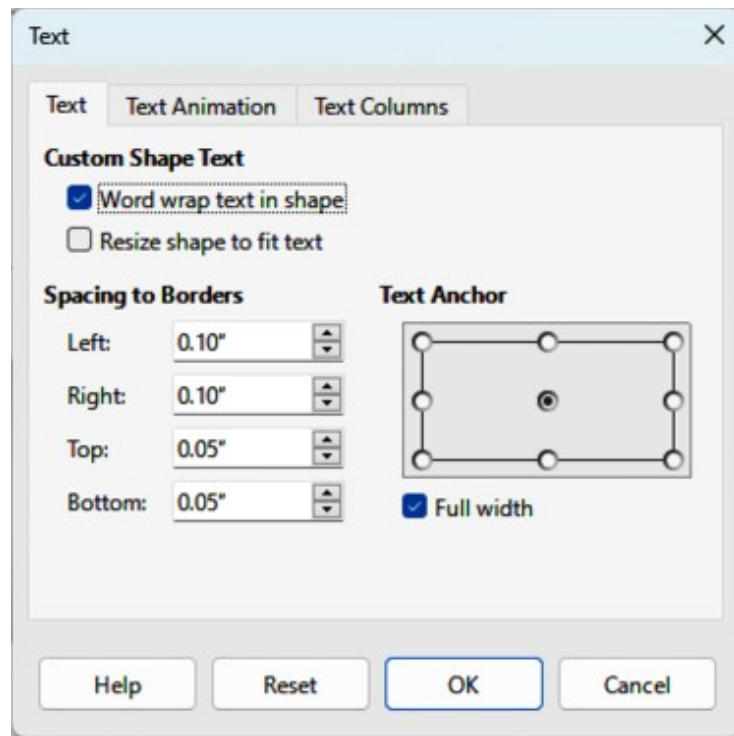 Text
Text Text Animation Text Columns
Custom Shape Text
Word wrap text in shape
Resize shape to fit text
Spacing to Borders
Left: 0.10"
Right: 0.10"
Top: 0.05"
Bottom: 0.05"
Text Anchor
Full width
Help Reset OK Cancel